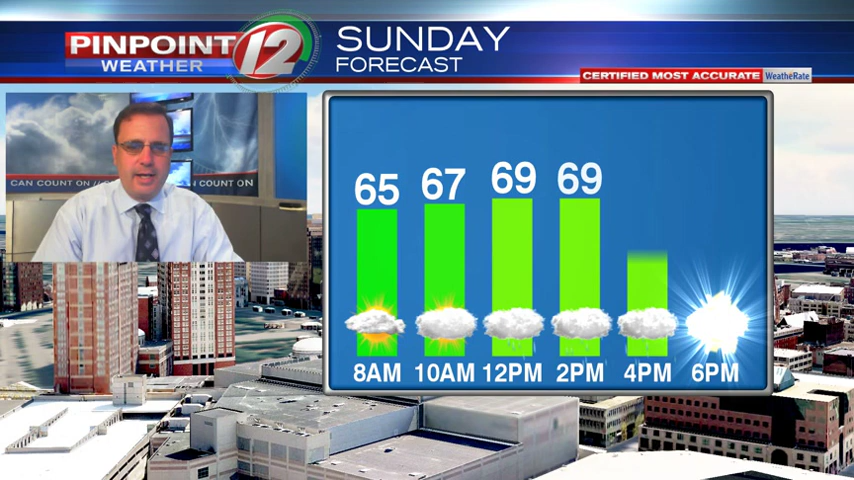 PINPOINT 12
WEATHER
SUNDAY
FORECAST
CERTIFIED MOST ACCURATE WeatheRate
CAN COUNT ON
N COUNT ON
65 67 69 69
8AM 10AM 12PM 2PM 4PM 6PM